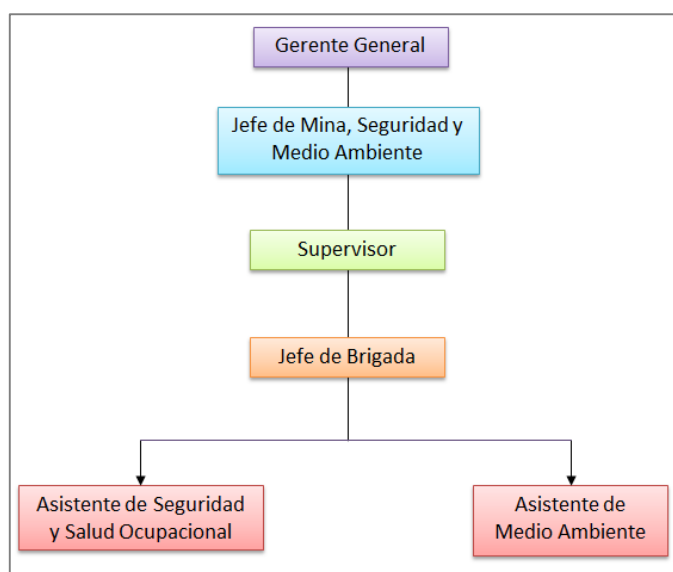 Gerente General
Jefe de Mina, Seguridad y
Medio Ambiente
Supervisor
Jefe de Brigada
Asistente de Seguridad
y Salud Ocupacional
Asistente de
Medio Ambiente